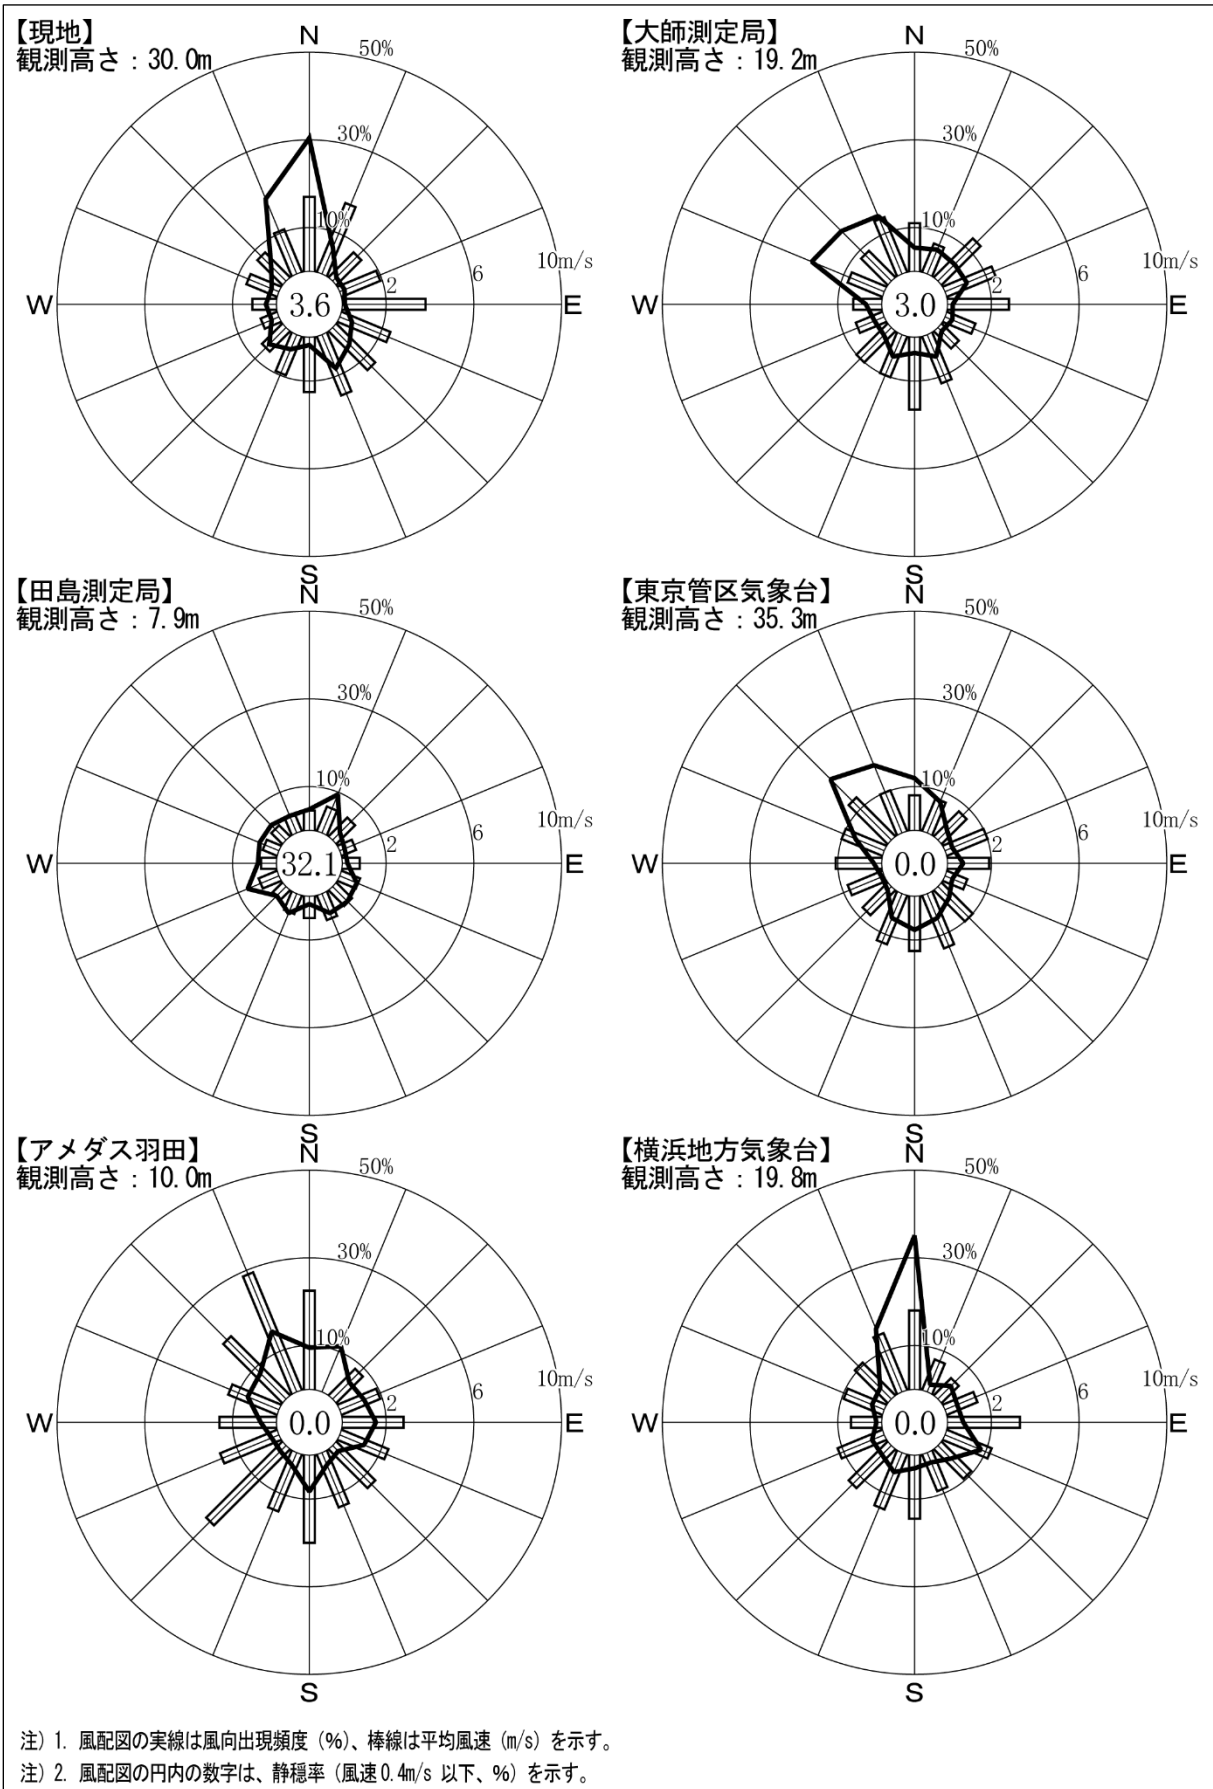 【現地】
観測高さ：30.0m
N
50%
30%
10%
2
6
10m/s
W
3.6
E
S
【大師測定局】
観測高さ：19.2m
N
50%
30%
10%
2
6
10m/s
W
3.0
E
S
【田島測定局】
観測高さ：7.9m
N
50%
30%
10%
2
6
10m/s
W
32.1
E
S
【東京管区気象台】
観測高さ：35.3m
N
50%
30%
10%
2
6
10m/s
W
0.0
E
S
【アメダス羽田】
観測高さ：10.0m
N
50%
30%
10%
2
6
10m/s
W
0.0
E
S
【横浜地方気象台】
観測高さ：19.8m
N
50%
30%
10%
2
6
10m/s
W
0.0
E
S
注）1. 風配図の実線は風向出現頻度（%）、棒線は平均風速（m/s）を示す。
注）2. 風配図の円内の数字は、静穏率（風速0.4m/s 以下、%）を示す。